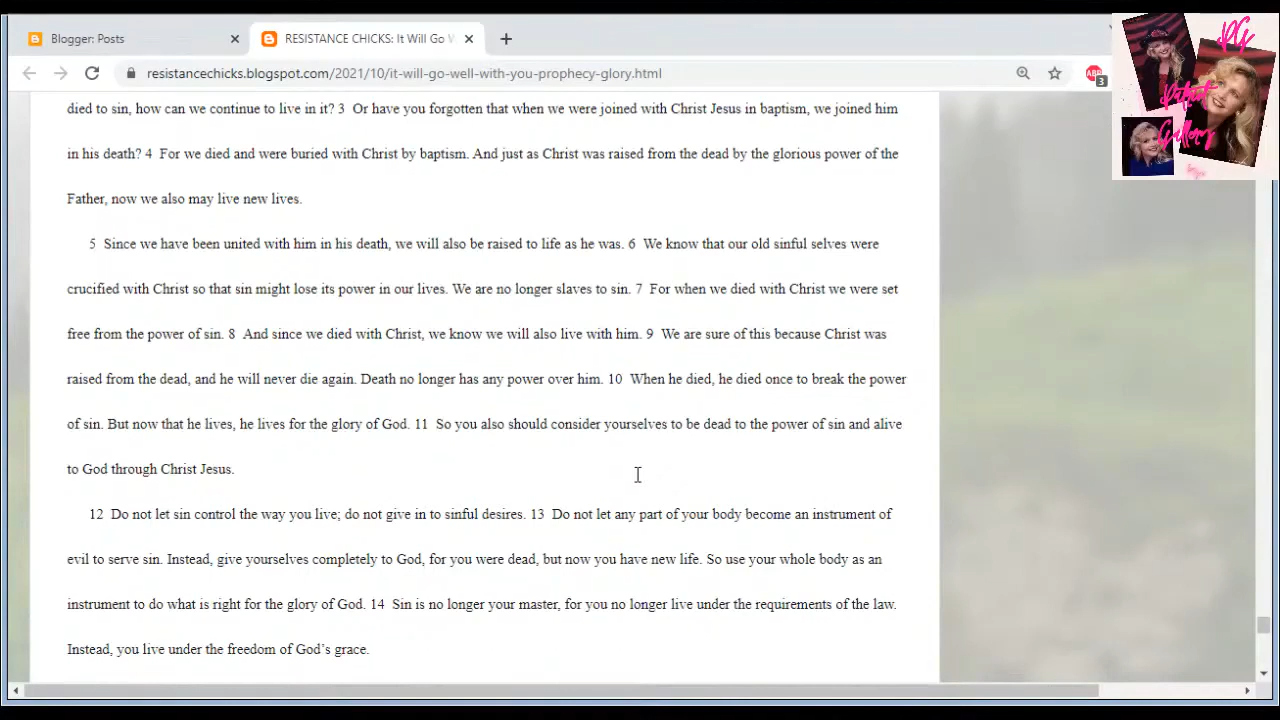 Blogger: Posts
RESISTANCE CHICKS: It Will Go W
resistancechicks.blogspot.com/2021/10/it-will-go-well-with-you-prophecy-glory.html
ABP
3
PG
Patriot
Gallery
died to sin, how can we continue to live in it? 3 Or have you forgotten that when we were joined with Christ Jesus in baptism, we joined him
in his death? 4 For we died and were buried with Christ by baptism. And just as Christ was raised from the dead by the glorious power of the
Father, now we also may live new lives.
5 Since we have been united with him in his death, we will also be raised to life as he was. 6 We know that our old sinful selves were
crucified with Christ so that sin might lose its power in our lives. We are no longer slaves to sin. 7 For when we died with Christ we were set
free from the power of sin. 8 And since we died with Christ, we know we will also live with him. 9 We are sure of this because Christ was
raised from the dead, and he will never die again. Death no longer has any power over him. 10 When he died, he died once to break the power
of sin. But now that he lives, he lives for the glory of God. 11 So you also should consider yourselves to be dead to the power of sin and alive
to God through Christ Jesus.
12 Do not let sin control the way you live; do not give in to sinful desires. 13 Do not let any part of your body become an instrument of
evil to serve sin. Instead, give yourselves completely to God, for you were dead, but now you have new life. So use your whole body as an
instrument to do what is right for the glory of God. 14 Sin is no longer your master, for you no longer live under the requirements of the law.
Instead, you live under the freedom of God's grace.